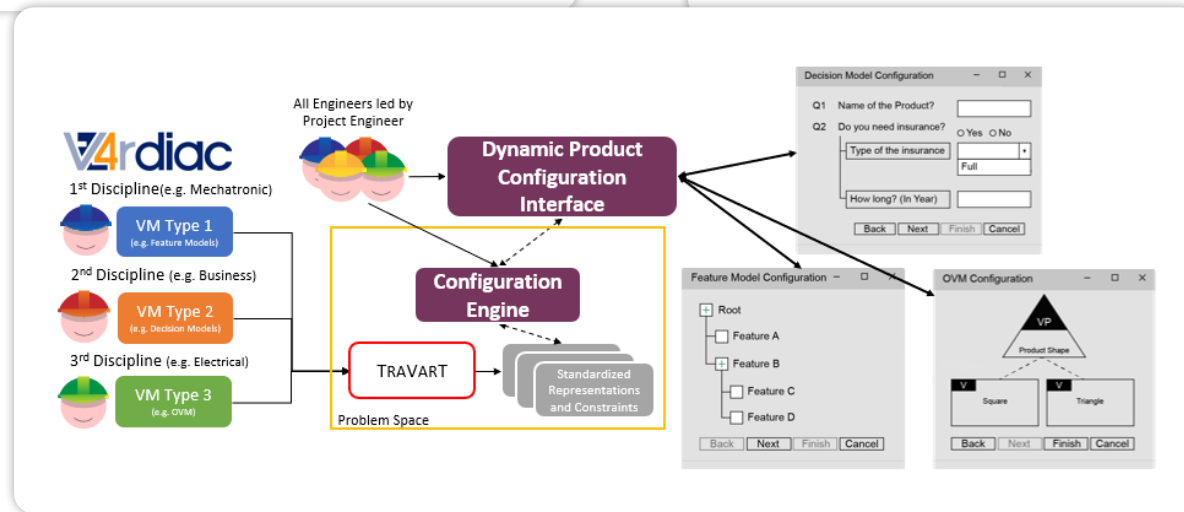 V4rdiac
1st Discipline(e.g. Mechatronic)
VM Type 1
(e.g. Feature Models)
2nd Discipline (e.g. Business)
VM Type 2
(e.g. Decision Models)
3rd Discipline (e.g. Electrical)
VM Type 3
(e.g. OVM)
All Engineers led by
Project Engineer
Dynamic Product
Configuration
Interface
Configuration
Engine
TRAVART
Standardized
Representations
and Constraints
Problem Space
Decision Model Configuration
Q1 Name of the Product?
Q2 Do you need insurance? Yes No
Type of the insurance
Full
How long? (In Year)
Back Next Finish Cancel
Feature Model Configuration
Root
Feature A
Feature B
Feature C
Feature D
Back Next Finish Cancel
OVM Configuration
VP
Product Shape
V
Square
V
Triangle
Back Next Finish Cancel